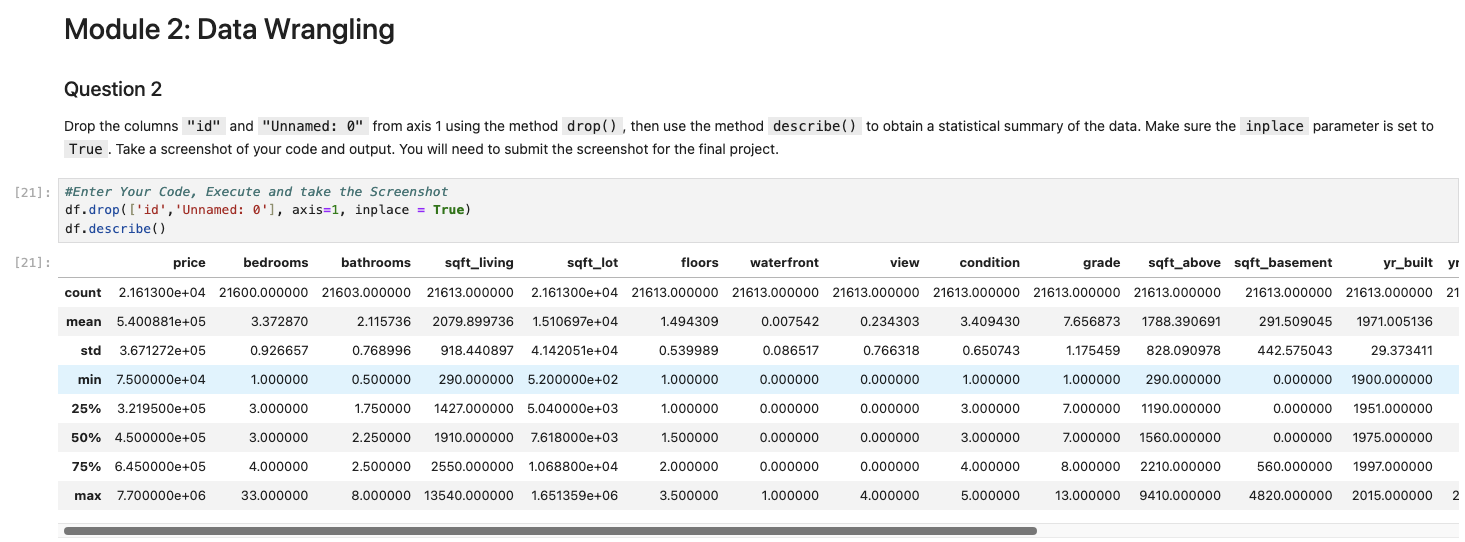 Module 2: Data Wrangling
Question 2
Drop the columns "id" and "Unnamed: 0" from axis 1 using the method drop(), then use the method describe() to obtain a statistical summary of the data. Make sure the inplace parameter is set to
True. Take a screenshot of your code and output. You will need to submit the screenshot for the final project.
[21]: #Enter Your Code, Execute and take the Screenshot
df.drop(['id','Unnamed: 0'], axis=1, inplace = True)
df.describe()
[21]: price bedrooms bathrooms sqft_living sqft_lot floors waterfront view condition grade sqft_above sqft_basement yr_built yr
count 2.161300e+04 21600.000000 21603.000000 21613.000000 2.161300e+04 21613.000000 21613.000000 21613.000000 21613.000000 21613.000000 21613.000000 21613.000000 21613.000000 21
mean 5.400881e+05 3.372870 2.115736 2079.899736 1.510697e+04 1.494309 0.007542 0.234303 3.409430 7.656873 1788.390691 291.509045 1971.005136
std 3.671272e+05 0.926657 0.768996 918.440897 4.142051e+04 0.539989 0.086517 0.766318 0.650743 1.175459 828.090978 442.575043 29.373411
min 7.500000e+04 1.000000 0.500000 290.000000 5.200000e+02 1.000000 0.000000 0.000000 1.000000 1.000000 290.000000 0.000000 1900.000000
25% 3.219500e+05 3.000000 1.750000 1427.000000 5.040000e+03 1.000000 0.000000 0.000000 3.000000 7.000000 1190.000000 0.000000 1951.000000
50% 4.500000e+05 3.000000 2.250000 1910.000000 7.618000e+03 1.500000 0.000000 0.000000 3.000000 7.000000 1560.000000 0.000000 1975.000000
75% 6.450000e+05 4.000000 2.500000 2550.000000 1.068800e+04 2.000000 0.000000 0.000000 4.000000 8.000000 2210.000000 560.000000 1997.000000
max 7.700000e+06 33.000000 8.000000 13540.000000 1.651359e+06 3.500000 1.000000 4.000000 5.000000 13.000000 9410.000000 4820.000000 2015.000000 2